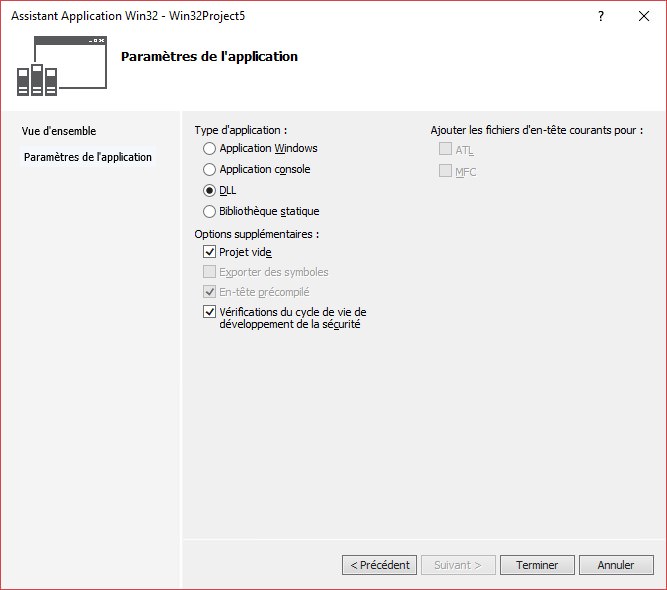 Assistant Application Win32 - Win32Project5
?
Paramètres de l'application
Vue d'ensemble
Paramètres de l'application
Type d'application :
Application Windows
Application console
DLL
Bibliothèque statique
Options supplémentaires :
Projet vide
Exporter des symboles
En-tête précompilé
Vérifications du cycle de vie de
développement de la sécurité
Ajouter les fichiers d'en-tête courants pour :
ATL
MFC
< Précédent
Suivant >
Terminer
Annuler